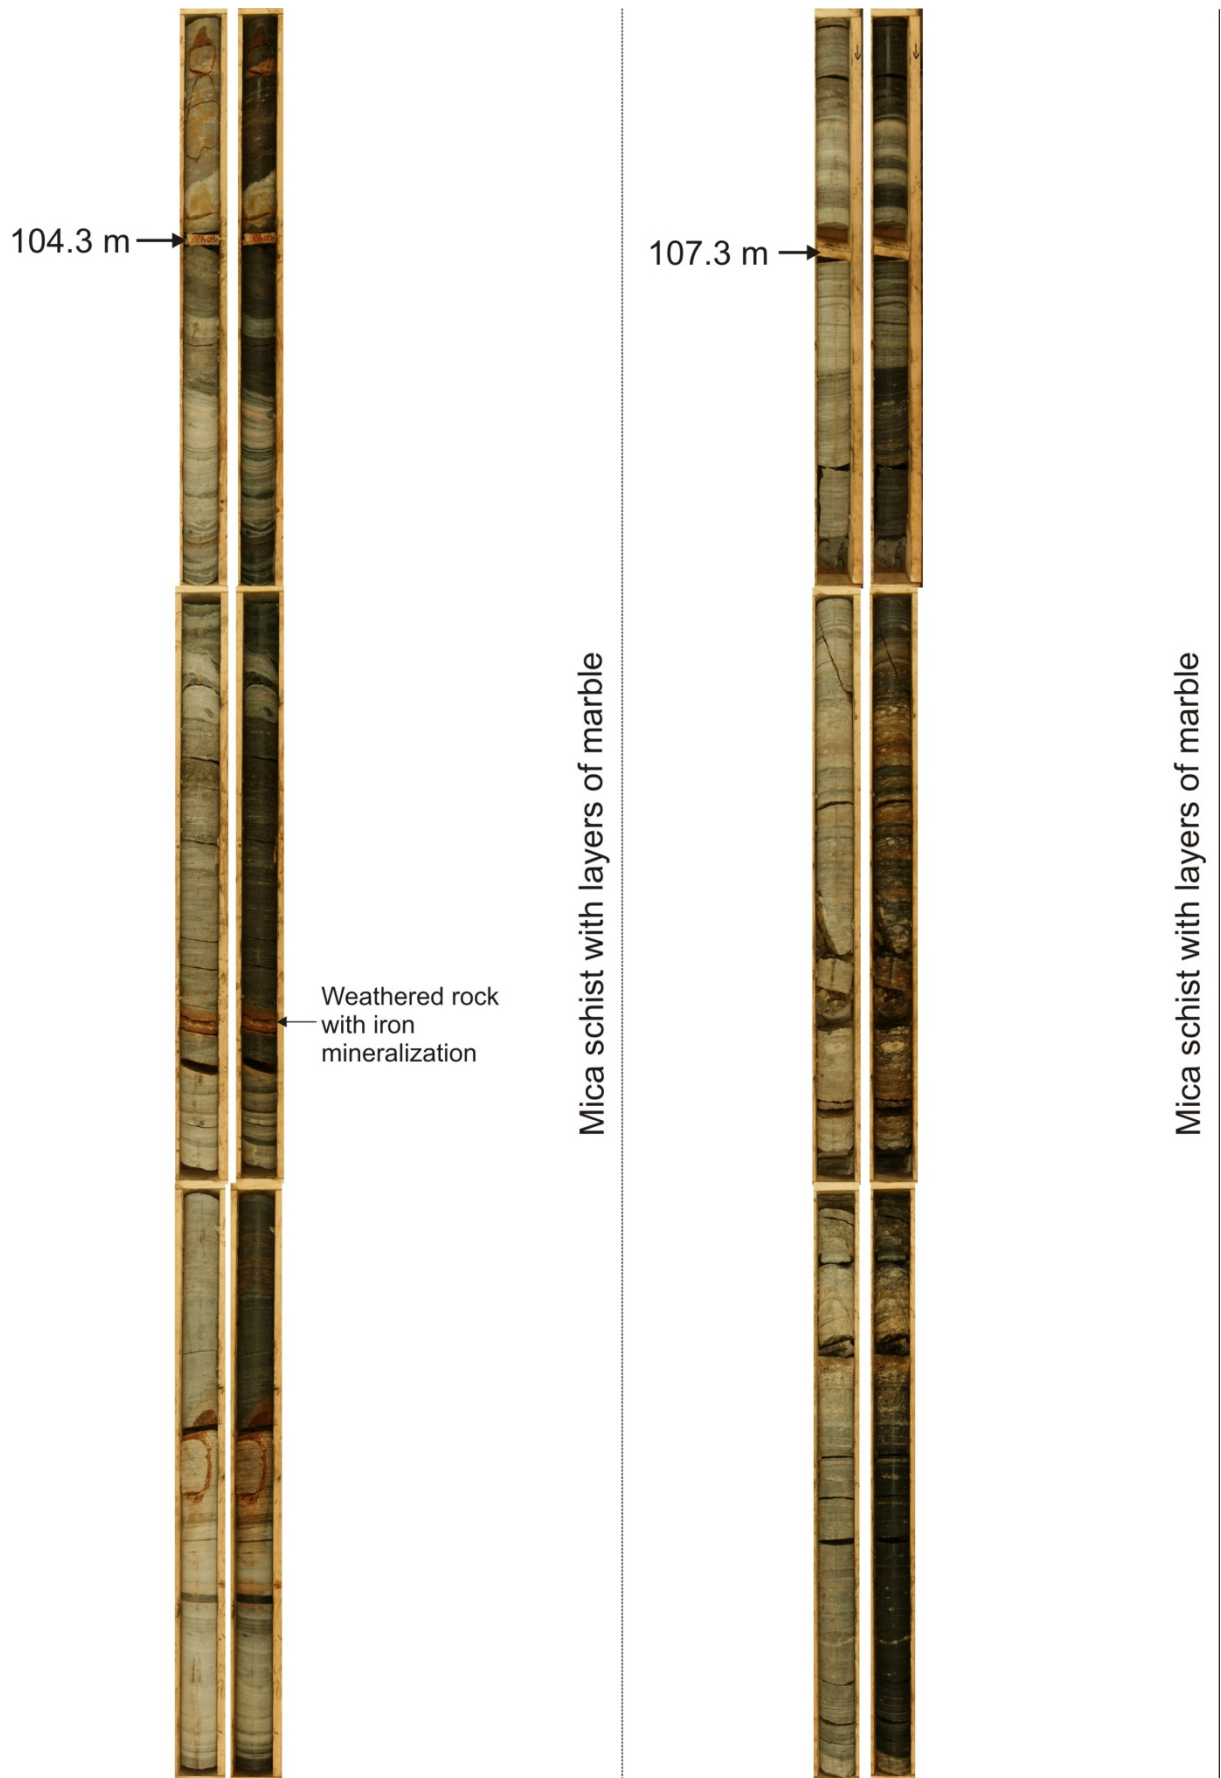 104.3 m
Weathered rock
with iron
mineralization
Mica schist with layers of marble
107.3 m
Mica schist with layers of marble